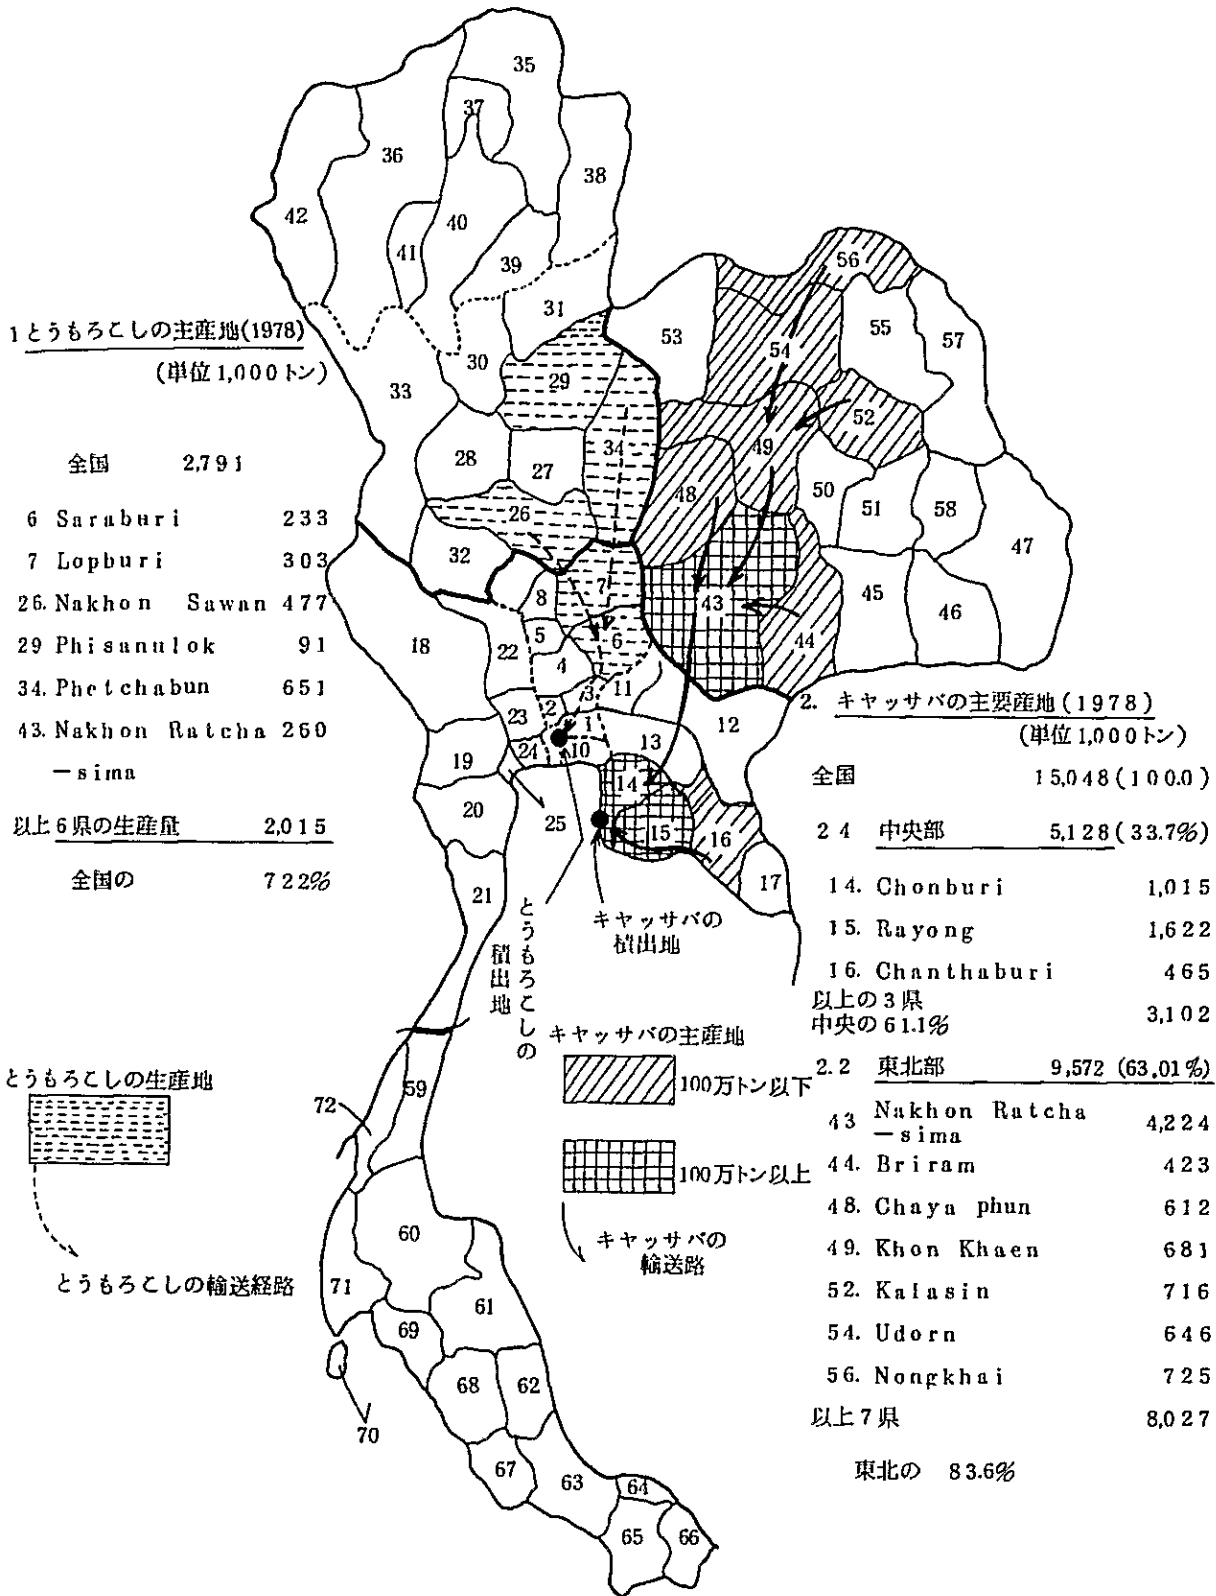 1とうもろこしの主産地(1978)
(単位1,000トン)
全国 2,791
6 Saraburi 233
7 Lopburi 303
26. Nakhon Sawan 477
29 Phisanulok 91
34. Phetchabun 651
43. Nakhon Ratcha 260
－sima
以上6県の生産量 2,015
全国の 722%
とうもろこしの生産地
とうもろこしの輸送経路
35
37
36
38
42
40
41
39
31
56
53
55
57
54
30
29
33
52
49
34
28
27
48
50
51
58
47
26
32
7
8
43
45
46
44
5
6
18
22
4
11
3
12
23
2
1
13
24
10
19
14
20
25
15
16
17
21
とうもろこしの
積出地
キャッサバの
積出地
キャッサバの主産地
100万トン以下
100万トン以上
キャッサバの
輸送路
59
72
60
71
61
69
68
62
70
67
63
64
65
66
2. キャッサバの主要産地(1978)
(単位1,000トン)
全国 15,048(100.0)
24 中央部 5,128(33.7%)
14. Chonburi 1,015
15. Rayong 1,622
16. Chanthaburi 465
以上の3県
中央の61.1% 3,102
2.2 東北部 9,572 (63.01%)
43 Nakhon Ratcha
－sima 4,224
44. Briram 423
48. Chaya phun 612
49. Khon Khaen 681
52. Kalasin 716
54. Udorn 646
56. Nongkhai 725
以上7県 8,027
東北の 83.6%